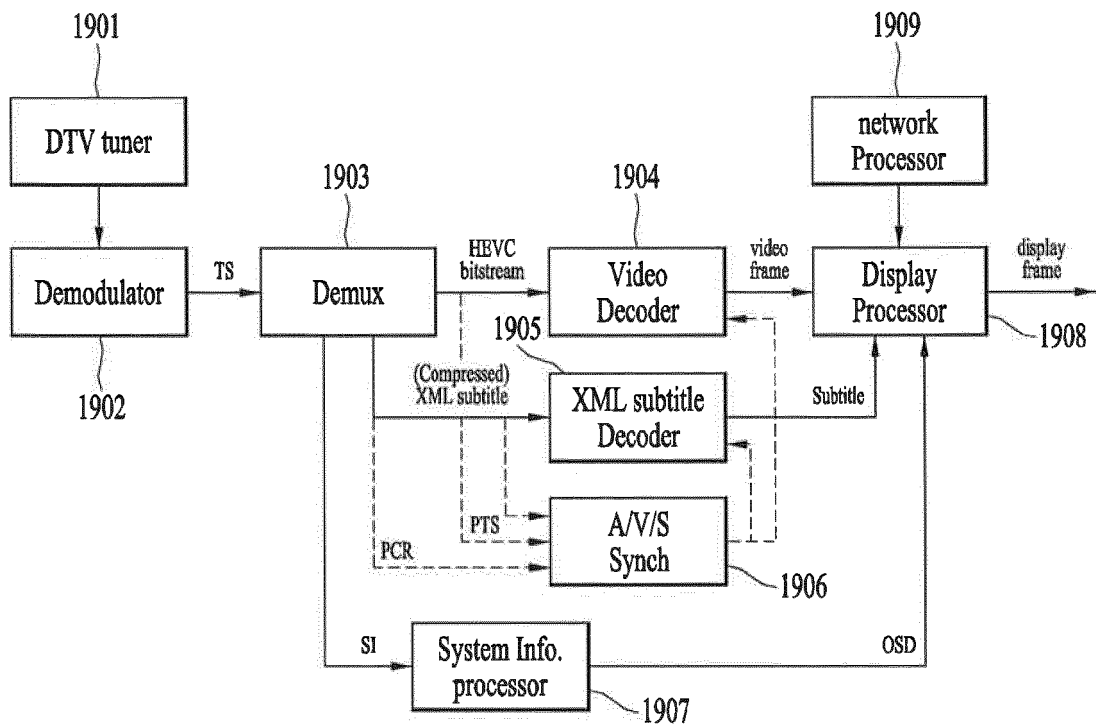 1901
DTV tuner
1909
network
Processor
1903
1904
Demodulator
1902
TS
Demux
HEVC
bitstream
Video
Decoder
video
frame
Display
Processor
1908
display
frame
1905
(Compressed)
XML subtitle
XML subtitle
Decoder
Subtitle
PTS
PCR
A/V/S
Synch
1906
SI
System Info.
processor
1907
OSD